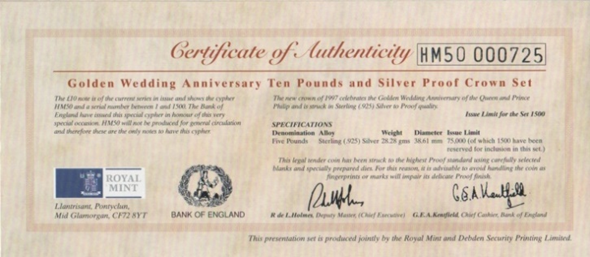 Certificate of Authenticity HM50 000725
Golden Wedding Anniversary Ten Pounds and Silver Proof Crown Set
The £10 note is of the current series in issue and shows the cypher
HM50 and a serial number between 1 and 1500. The Bank of
England have issued this special cypher in honour of this very
special occasion. HM50 will not be produced for general circulation
and therefore these are the only notes to have this cypher.
The new crown of 1997 celebrates the Golden Wedding Anniversary of the Queen and Prince
Philip and is struck in Sterling (.925) Silver to Proof quality.
Issue Limit for the Set 1500
SPECIFICATIONS
Denomination Alloy Weight Diameter Issue Limit
Five Pounds Sterling (.925) Silver 28.28 gms 38.61 mm 75,000 (of which 1500 have been
reserved for inclusion in this set.)
This legal tender coin has been struck to the highest Proof standard using carefully selected
blanks and specially prepared dies. For this reason, it is advisable to avoid handling the coin as
fingerprints or marks will impair its delicate Proof finish.
ROYAL
MINT
Llantrisant, Pontyclun,
Mid Glamorgan, CF72 8YT
BANK OF ENGLAND
R de L.Holmes, Deputy Master, (Chief Executive)
G.E.A.Kentfield, Chief Cashier, Bank of England
This presentation set is produced jointly by the Royal Mint and Debden Security Printing Limited.